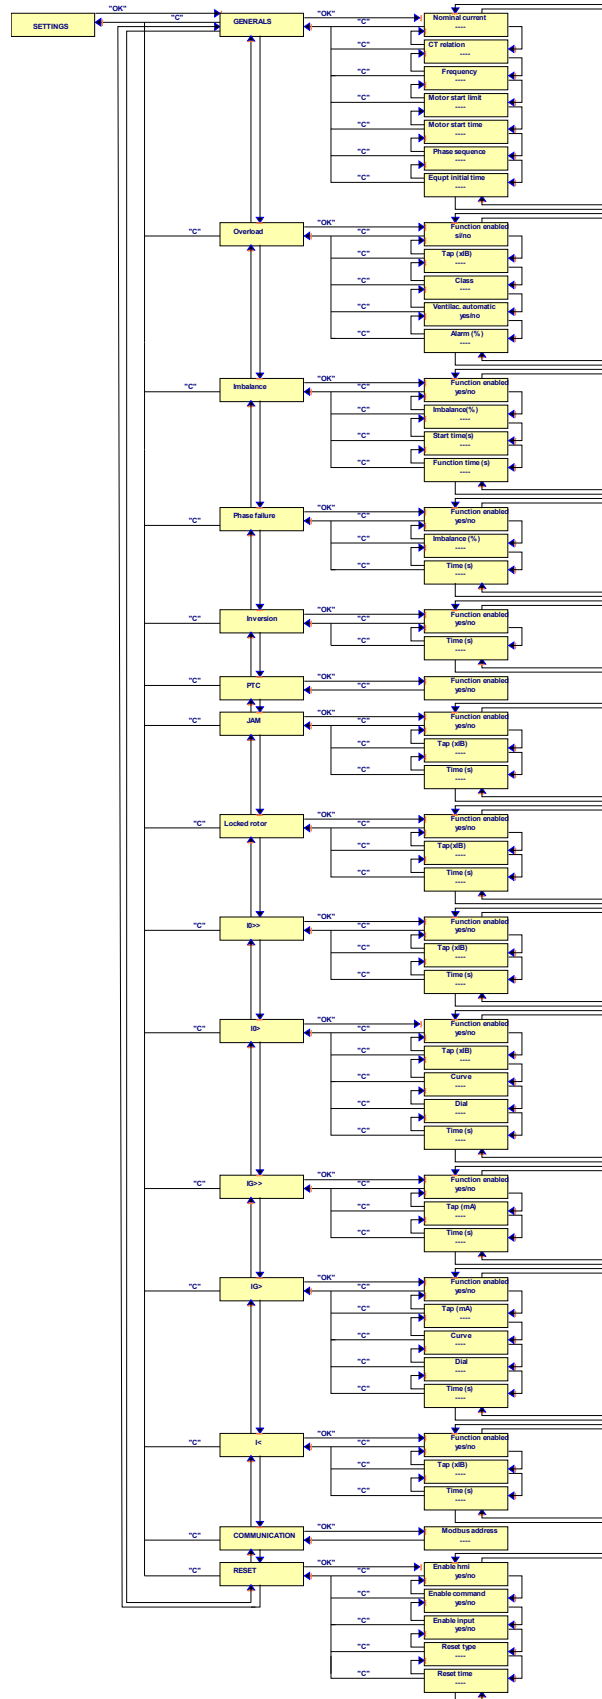 "OK"
"C"
SETTINGS
GENERALS
"OK"
"C"
Nominal current
----
"C"
CT relation
----
"C"
Frequency
----
"C"
Motor start limit
----
"C"
Motor start time
----
"C"
Phase sequence
----
"C"
Equpt initial time
----
"C"
Overload
"OK"
"C"
Function enabled
si/no
"C"
Tap (xIB)
----
"C"
Class
----
"C"
Ventilac. automatic
yes/no
"C"
Alarm (%)
----
"C"
Imbalance
"OK"
"C"
Function enabled
yes/no
"C"
Imbalance(%)
----
"C"
Start time(s)
----
"C"
Function time (s)
----
"C"
Phase failure
"OK"
"C"
Function enabled
yes/no
"C"
Imbalance (%)
----
"C"
Time (s)
----
"C"
Inversion
"OK"
"C"
Function enabled
yes/no
"C"
Time (s)
----
"C"
PTC
"OK"
"C"
Function enabled
yes/no
"C"
JAM
"OK"
"C"
Function enabled
yes/no
"C"
Tap (xIB)
----
"C"
Time (s)
----
"C"
Locked rotor
"OK"
"C"
Function enabled
yes/no
"C"
Tap(xIB)
----
"C"
Time (s)
----
"C"
I0>>
"OK"
"C"
Function enabled
yes/no
"C"
Tap (xIB)
----
"C"
Time (s)
----
"C"
I0>
"OK"
"C"
Function enabled
yes/no
"C"
Tap (xIB)
----
"C"
Curve
----
"C"
Dial
----
"C"
Time (s)
----
"C"
IG>>
"OK"
"C"
Function enabled
yes/no
"C"
Tap (mA)
----
"C"
Time (s)
----
"C"
IG>
"OK"
"C"
Function enabled
yes/no
"C"
Tap (mA)
----
"C"
Curve
----
"C"
Dial
----
"C"
Time (s)
----
"C"
I<
"OK"
"C"
Function enabled
yes/no
"C"
Tap (xIB)
----
"C"
Time (s)
----
"C"
COMMUNICATION
"OK"
Modbus address
----
"C"
RESET
"OK"
"C"
Enable hmi
yes/no
"C"
Enable command
yes/no
"C"
Enable input
yes/no
"C"
Reset type
----
"C"
Reset time
----